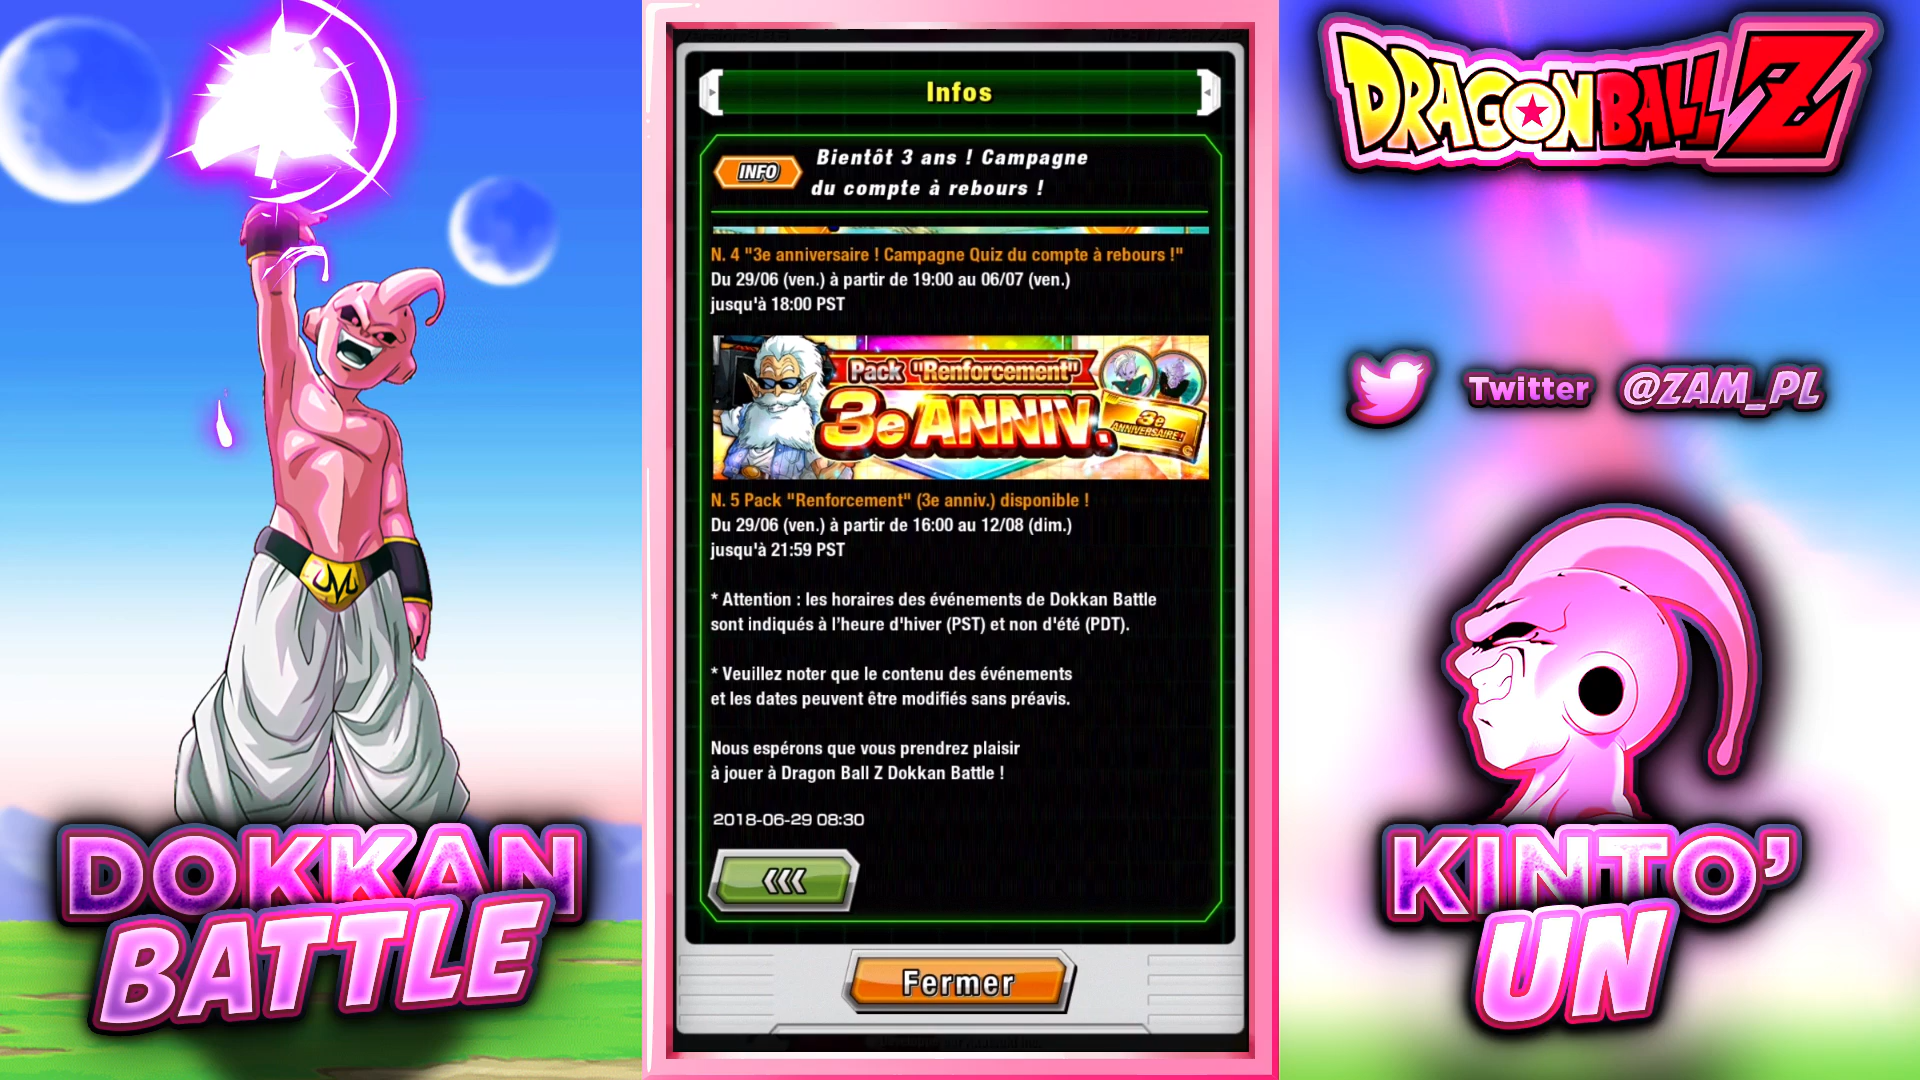 Infos
INFO
Bientôt 3 ans ! Campagne
du compte à rebours !
N. 4 "3e anniversaire ! Campagne Quiz du compte à rebours !"
Du 29/06 (ven.) à partir de 19:00 au 06/07 (ven.)
jusqu'à 18:00 PST
Pack "Renforcement"
3e ANNIV.
3e
ANNIVERSAIRE!
N. 5 Pack "Renforcement" (3e anniv.) disponible !
Du 29/06 (ven.) à partir de 16:00 au 12/08 (dim.)
jusqu'à 21:59 PST
* Attention : les horaires des événements de Dokkan Battle
sont indiqués à l'heure d'hiver (PST) et non d'été (PDT).
* Veuillez noter que le contenu des événements
et les dates peuvent être modifiés sans préavis.
Nous espérons que vous prendrez plaisir
à jouer à Dragon Ball Z Dokkan Battle !
2018-06-29 08:30
Fermer
DOKKAN
BATTLE
DRAGON BALL Z
Twitter @ZAM_PL
KINTO'
UN